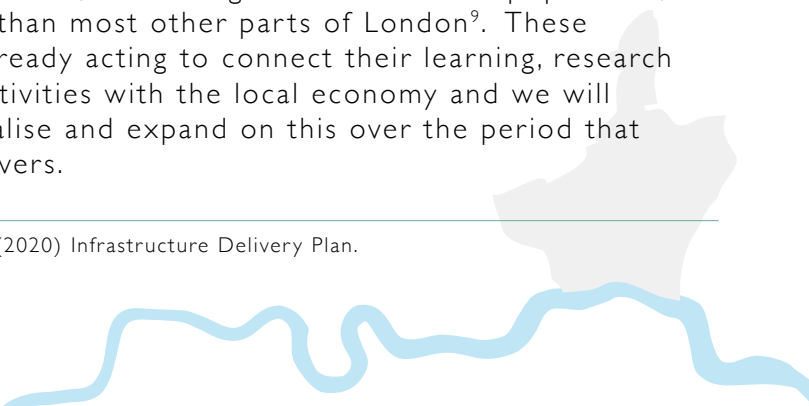 than most other parts of London⁹. These
ready acting to connect their learning, research
tivities with the local economy and we will
alise and expand on this over the period that
vers.
(2020) Infrastructure Delivery Plan.